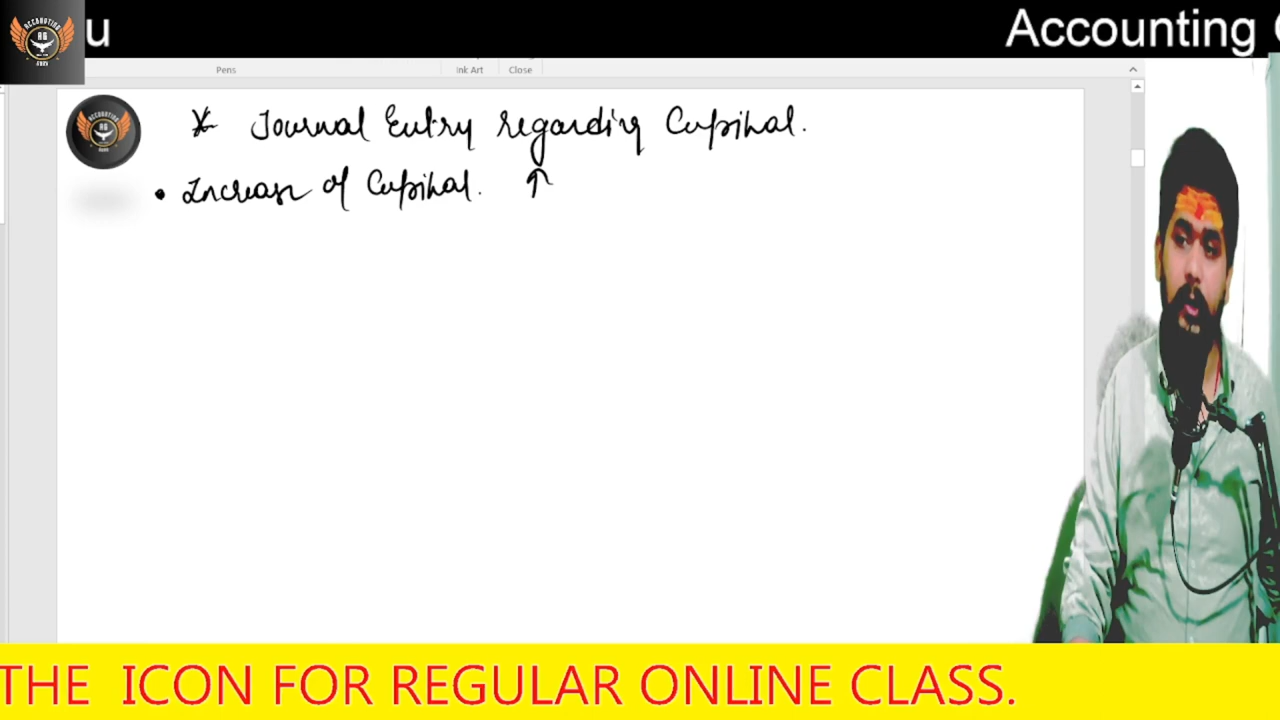 u
Accounting
Pens
Ink Art
Close
* Journal Entry regarding Capital.
• Increase of Capital. ↑
THE ICON FOR REGULAR ONLINE CLASS.